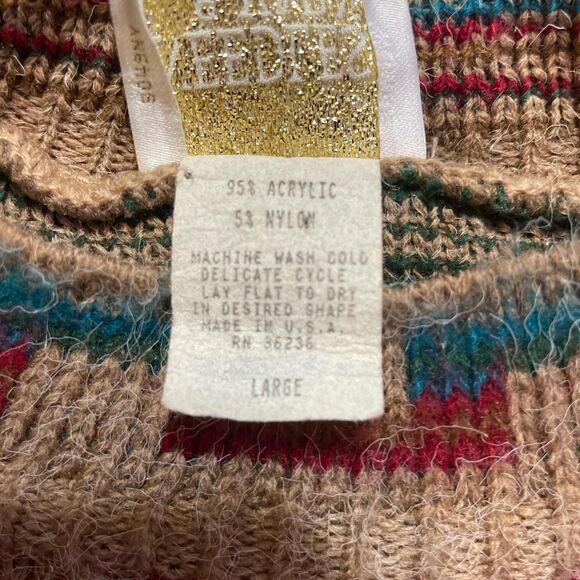 NEEDLES
95% ACRYLIC
5% NYLON
MACHINE WASH COLD
DELICATE CYCLE
LAY FLAT TO DRY
IN DESIRED SHAPE
MADE IN U.S.A.
RN 36236
LARGE